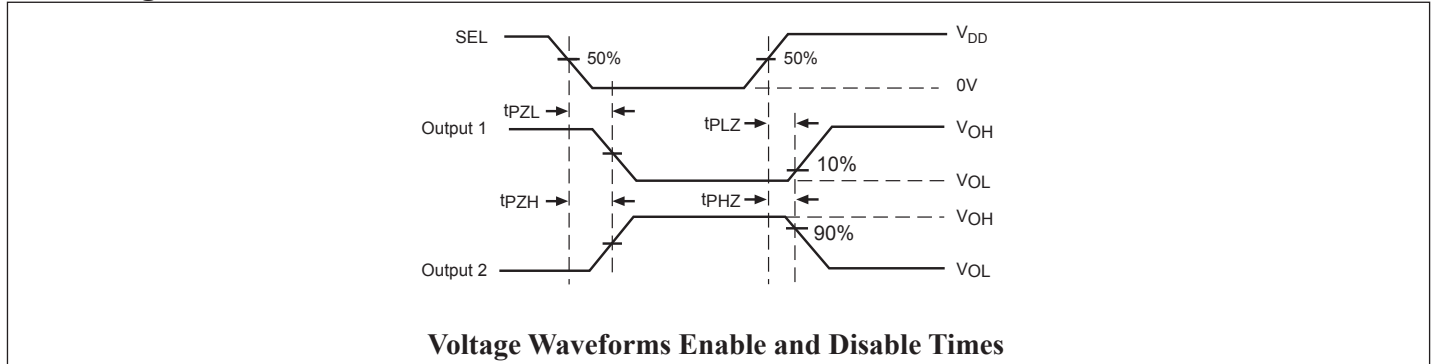 SEL
50%
50%
VDD
0V
tPZL
tPLZ
Output 1
VOH
10%
VOL
tPZH
tPHZ
VOH
90%
Output 2
VOL
Voltage Waveforms Enable and Disable Times